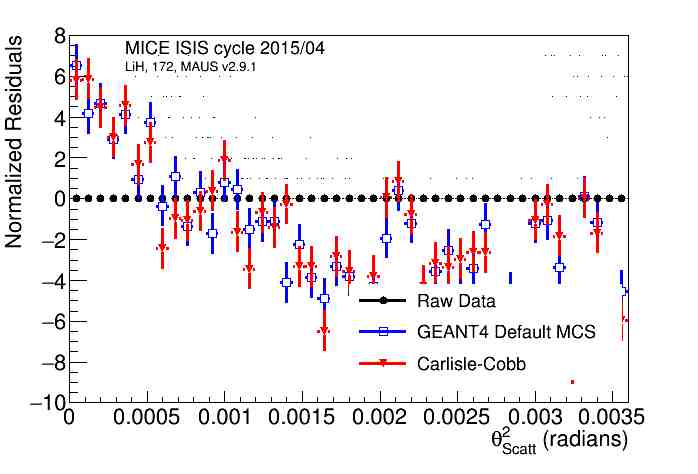 MICE ISIS cycle 2015/04
LiH, 172, MAUS v2.9.1
Normalized Residuals
8
6
4
2
0
−2
−4
−6
−8
−10
Raw Data
GEANT4 Default MCS
Carlisle-Cobb
0 0.0005 0.001 0.0015 0.002 0.0025 0.003 0.0035
θ²Scatt (radians)